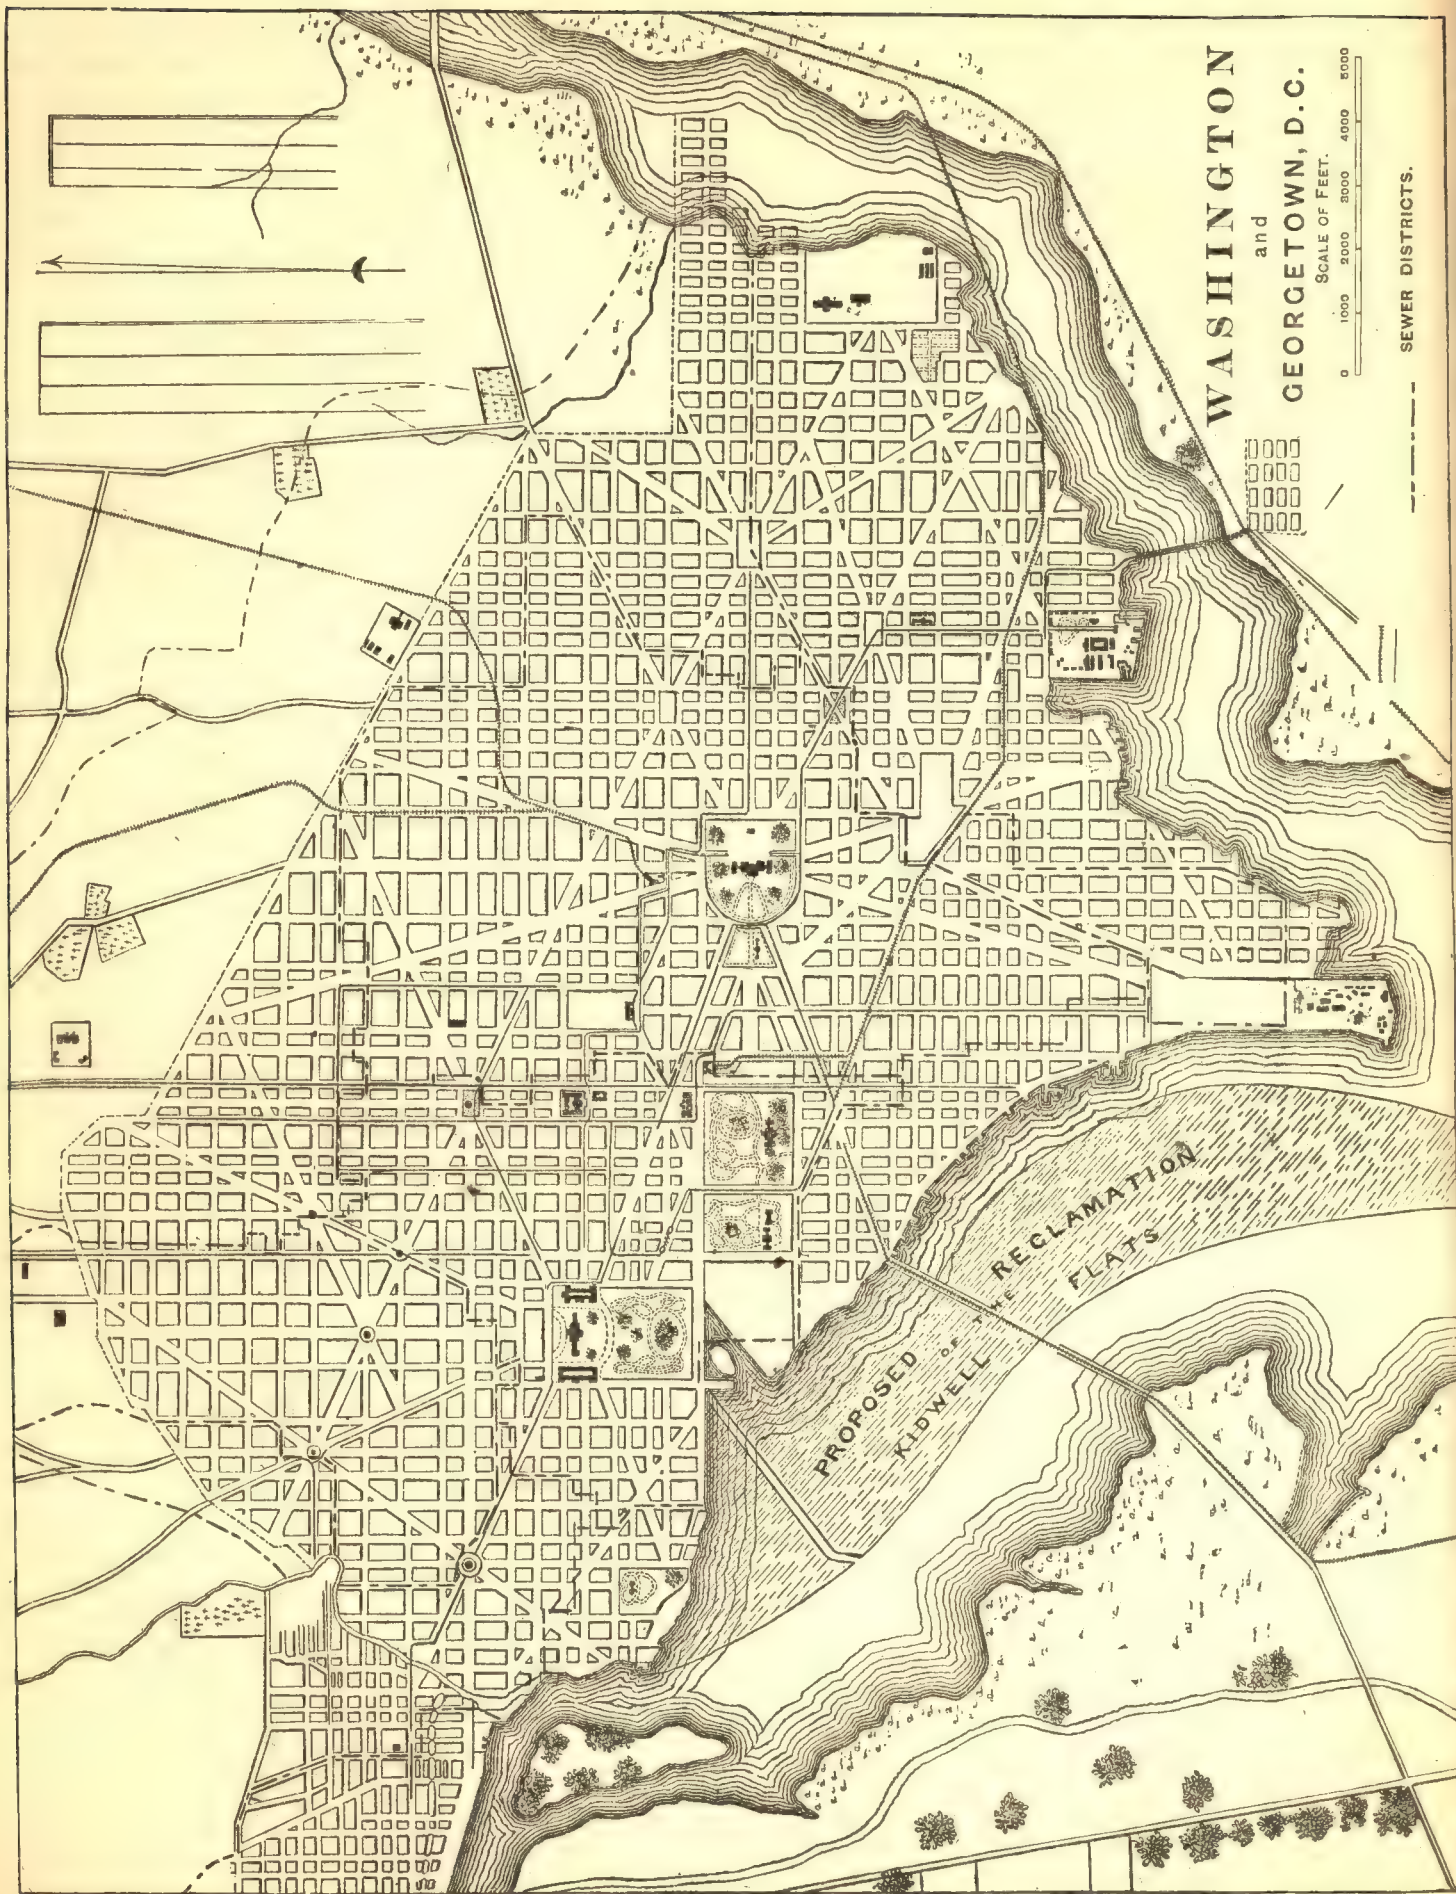 WASHINGTON
and
GEORGETOWN, D.C.
SCALE OF FEET.
0 1000 2000 3000 4000 5000
SEWER DISTRICTS.
PROPOSED RECLAMATION
OF THE
KIDWELL FLATS